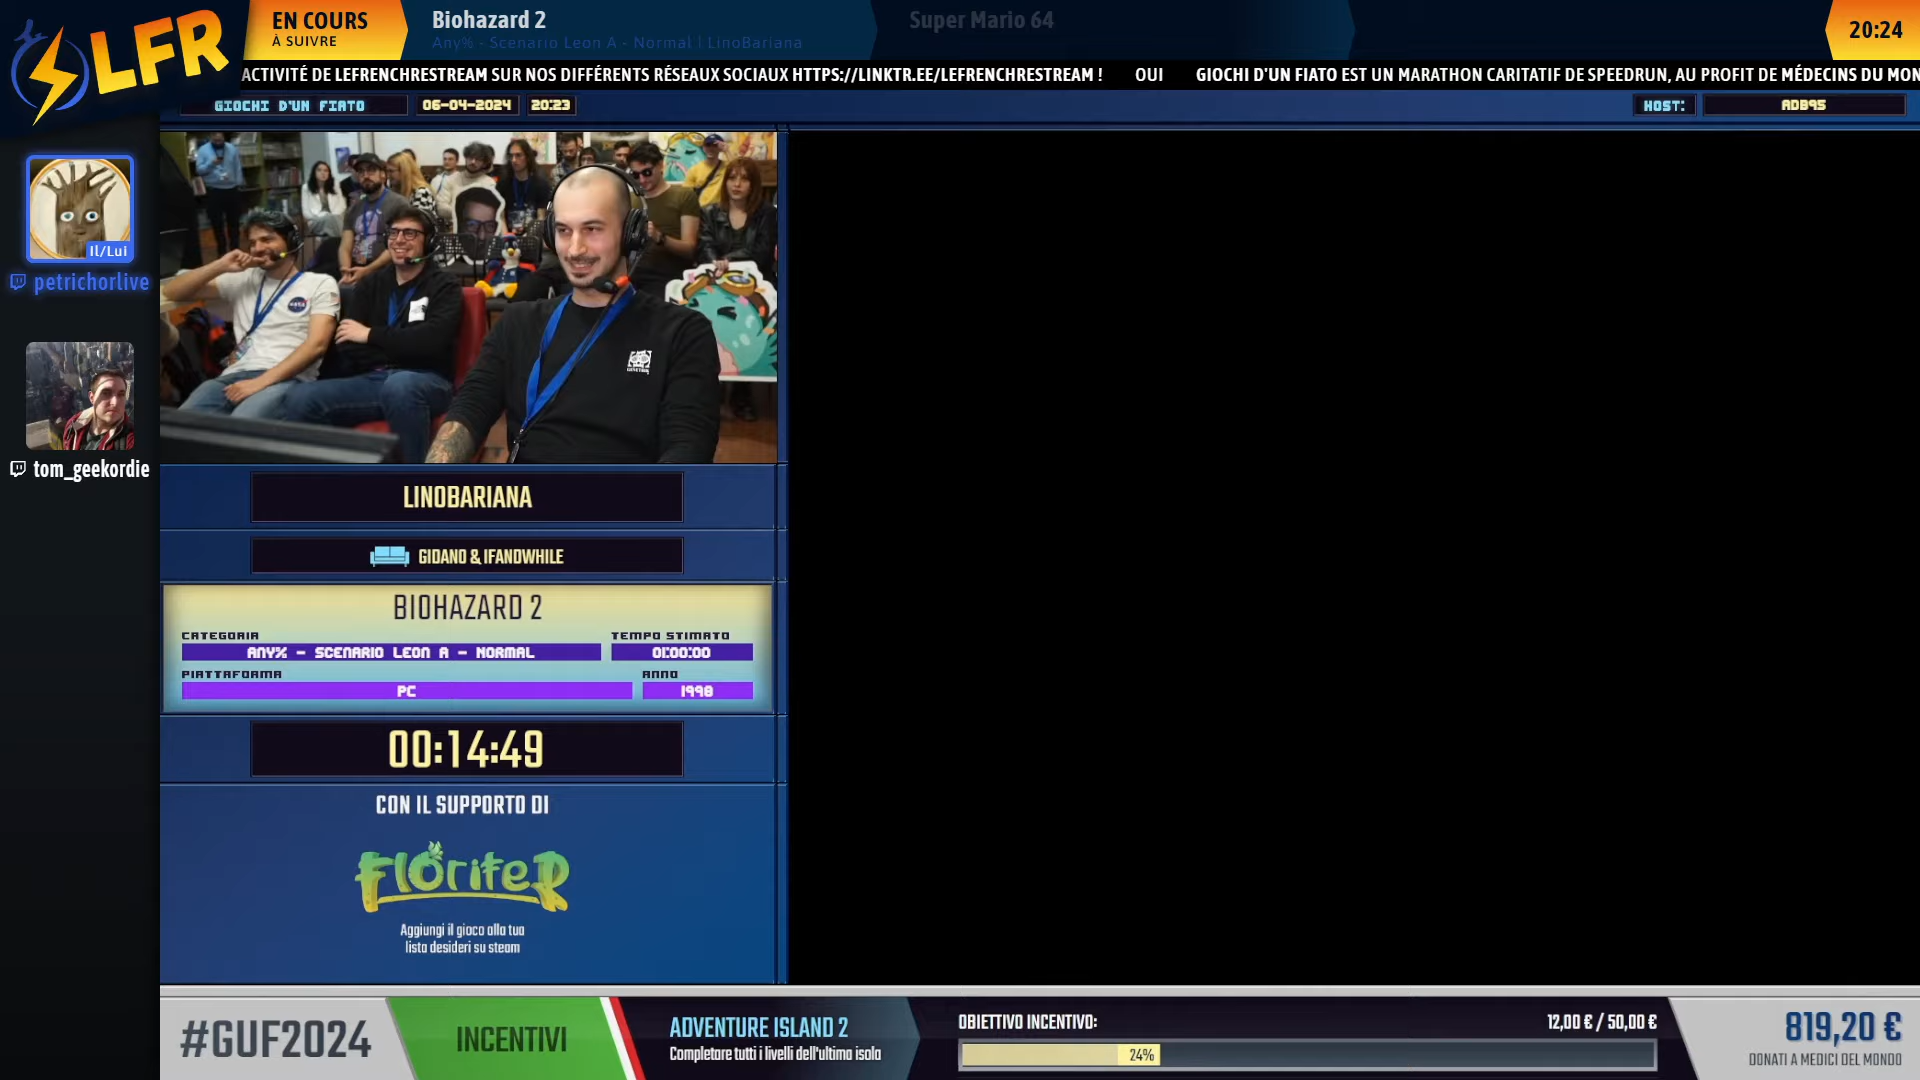 LFR
EN COURS
À SUIVRE
Biohazard 2
Any% - Scenario Leon A - Normal | LinoBariana
Super Mario 64
20:24
ACTIVITÉ DE LEFRENCHRESTREAM SUR NOS DIFFÉRENTS RÉSEAUX SOCIAUX HTTPS://LINKTR.EE/LEFRENCHRESTREAM ! OUI GIOCHI D'UN FIATO EST UN MARATHON CARITATIF DE SPEEDRUN, AU PROFIT DE MÉDECINS DU MON
GIOCHI D'UN FIATO
06-04-2024
20:23
HOST:
ADB95
Il/Lui
petrichorlive
tom_geekordie
NASA
LINOBARIANA
GIDANO & IFANDWHILE
BIOHAZARD 2
CATEGORIA
TEMPO STIMATO
ANY% - SCENARIO LEON A - NORMAL
01:00:00
PIATTAFORMA
ANNO
PC
1998
00:14:49
CON IL SUPPORTO DI
FlorifeR
Aggiungi il gioco alla tua
lista desideri su steam
#GUF2024
INCENTIVI
ADVENTURE ISLAND 2
Completare tutti i livelli dell'ultima isola
OBIETTIVO INCENTIVO:
12,00 € / 50,00 €
24%
819,20 €
DONATI A MEDICI DEL MONDO